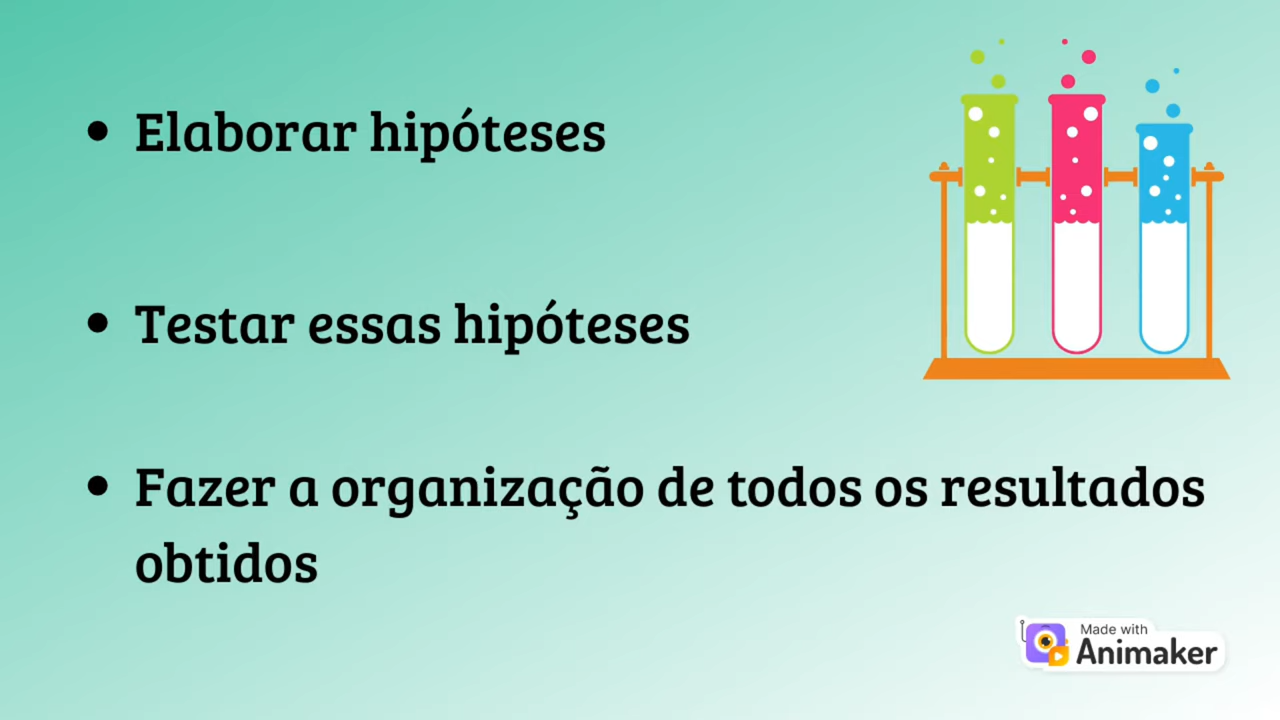 • Elaborar hipóteses
• Testar essas hipóteses
• Fazer a organização de todos os resultados
obtidos
Made with
Animaker